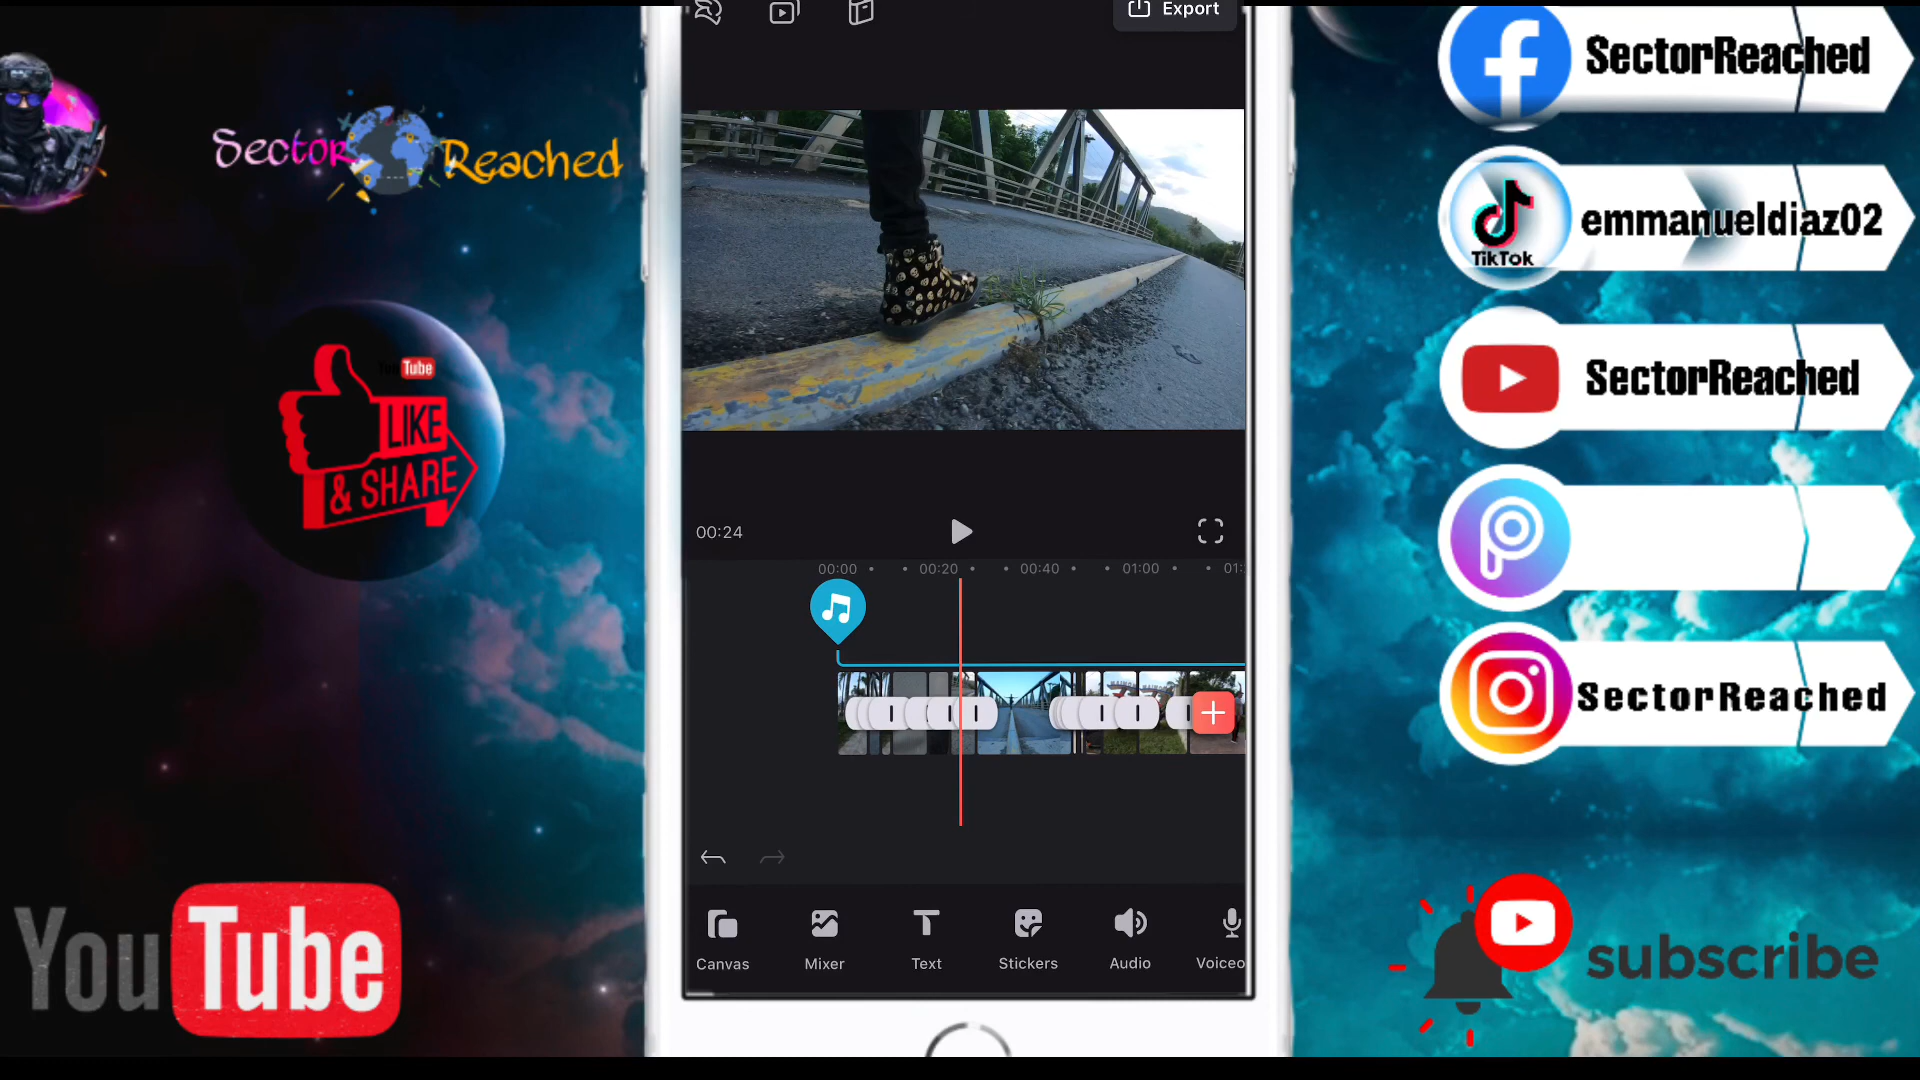 Export
Sector Reached
YouTube
LIKE
& SHARE
00:24
00:00
00:20
00:40
01:00
Canvas
Mixer
Text
Stickers
Audio
YouTube
SectorReached
emmanueldiaz02
TikTok
SectorReached
SectorReached
subscribe